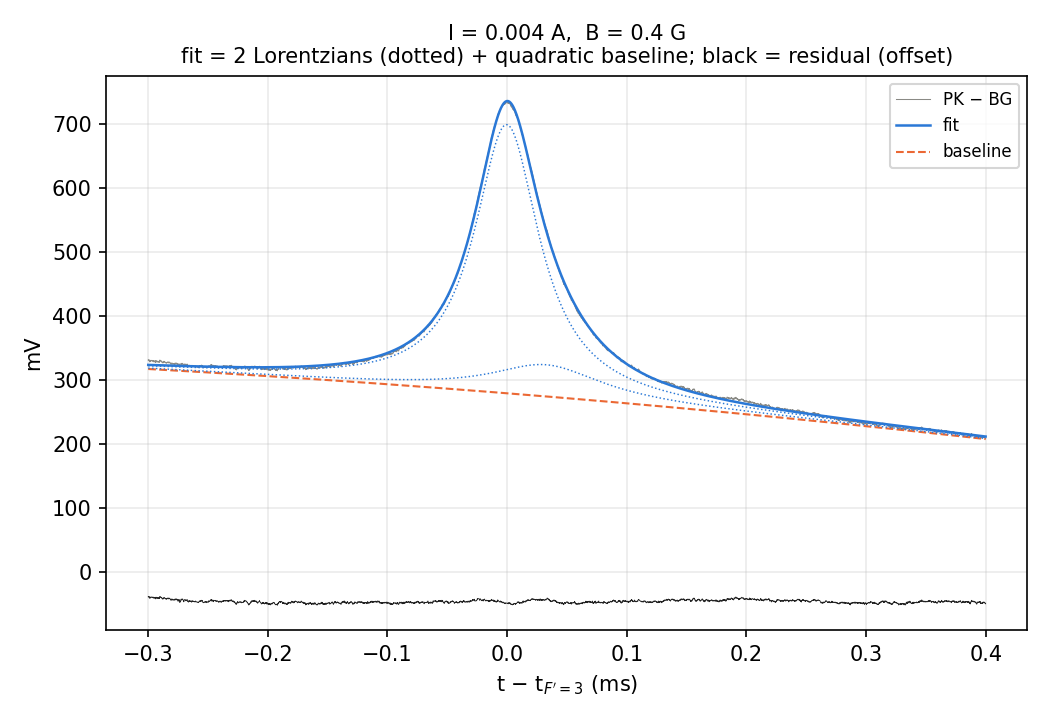 I = 0.004 A,  B = 0.4 G
fit = 2 Lorentzians (dotted) + quadratic baseline; black = residual (offset)
PK − BG
fit
baseline
mV
700
600
500
400
300
200
100
0
−0.3
−0.2
−0.1
0.0
0.1
0.2
0.3
0.4
t − t_{F′=3} (ms)